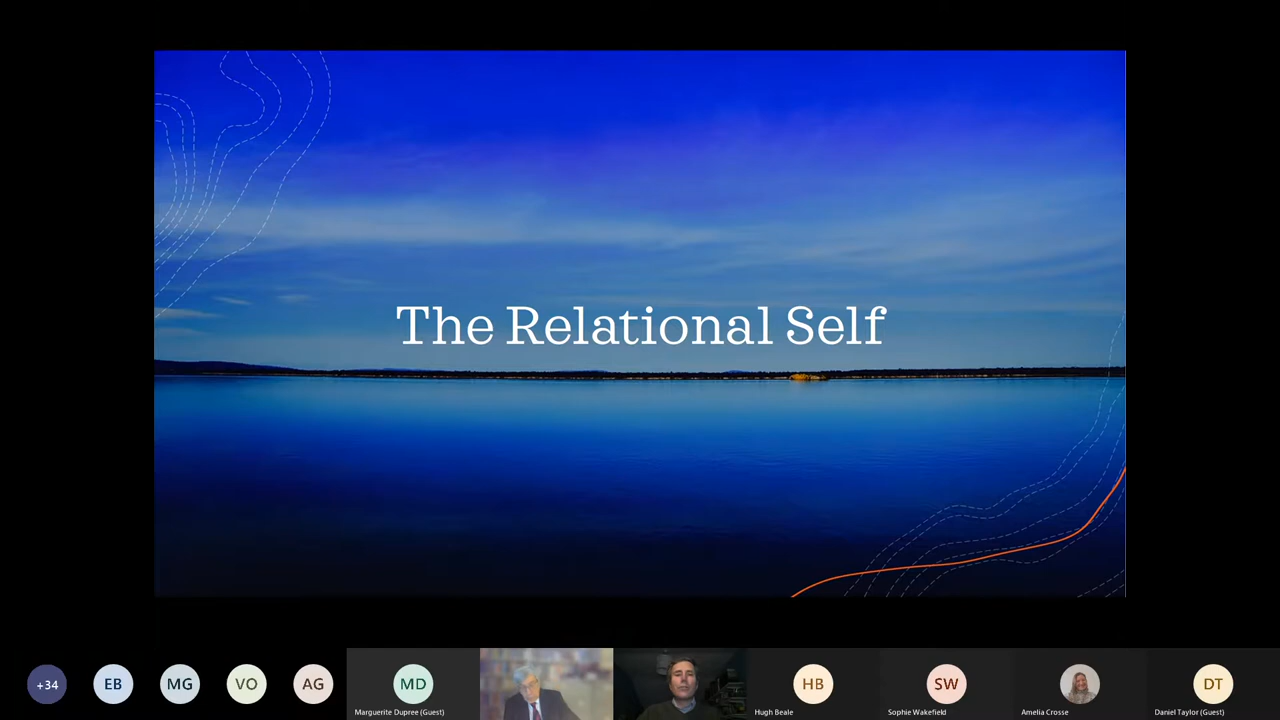 The Relational Self
+34
EB
MG
VO
AG
MD
HB
SW
DT
Marguerite Dupree (Guest)
Hugh Beale
Sophie Wakefield
Amelia Crosse
Daniel Taylor (Guest)